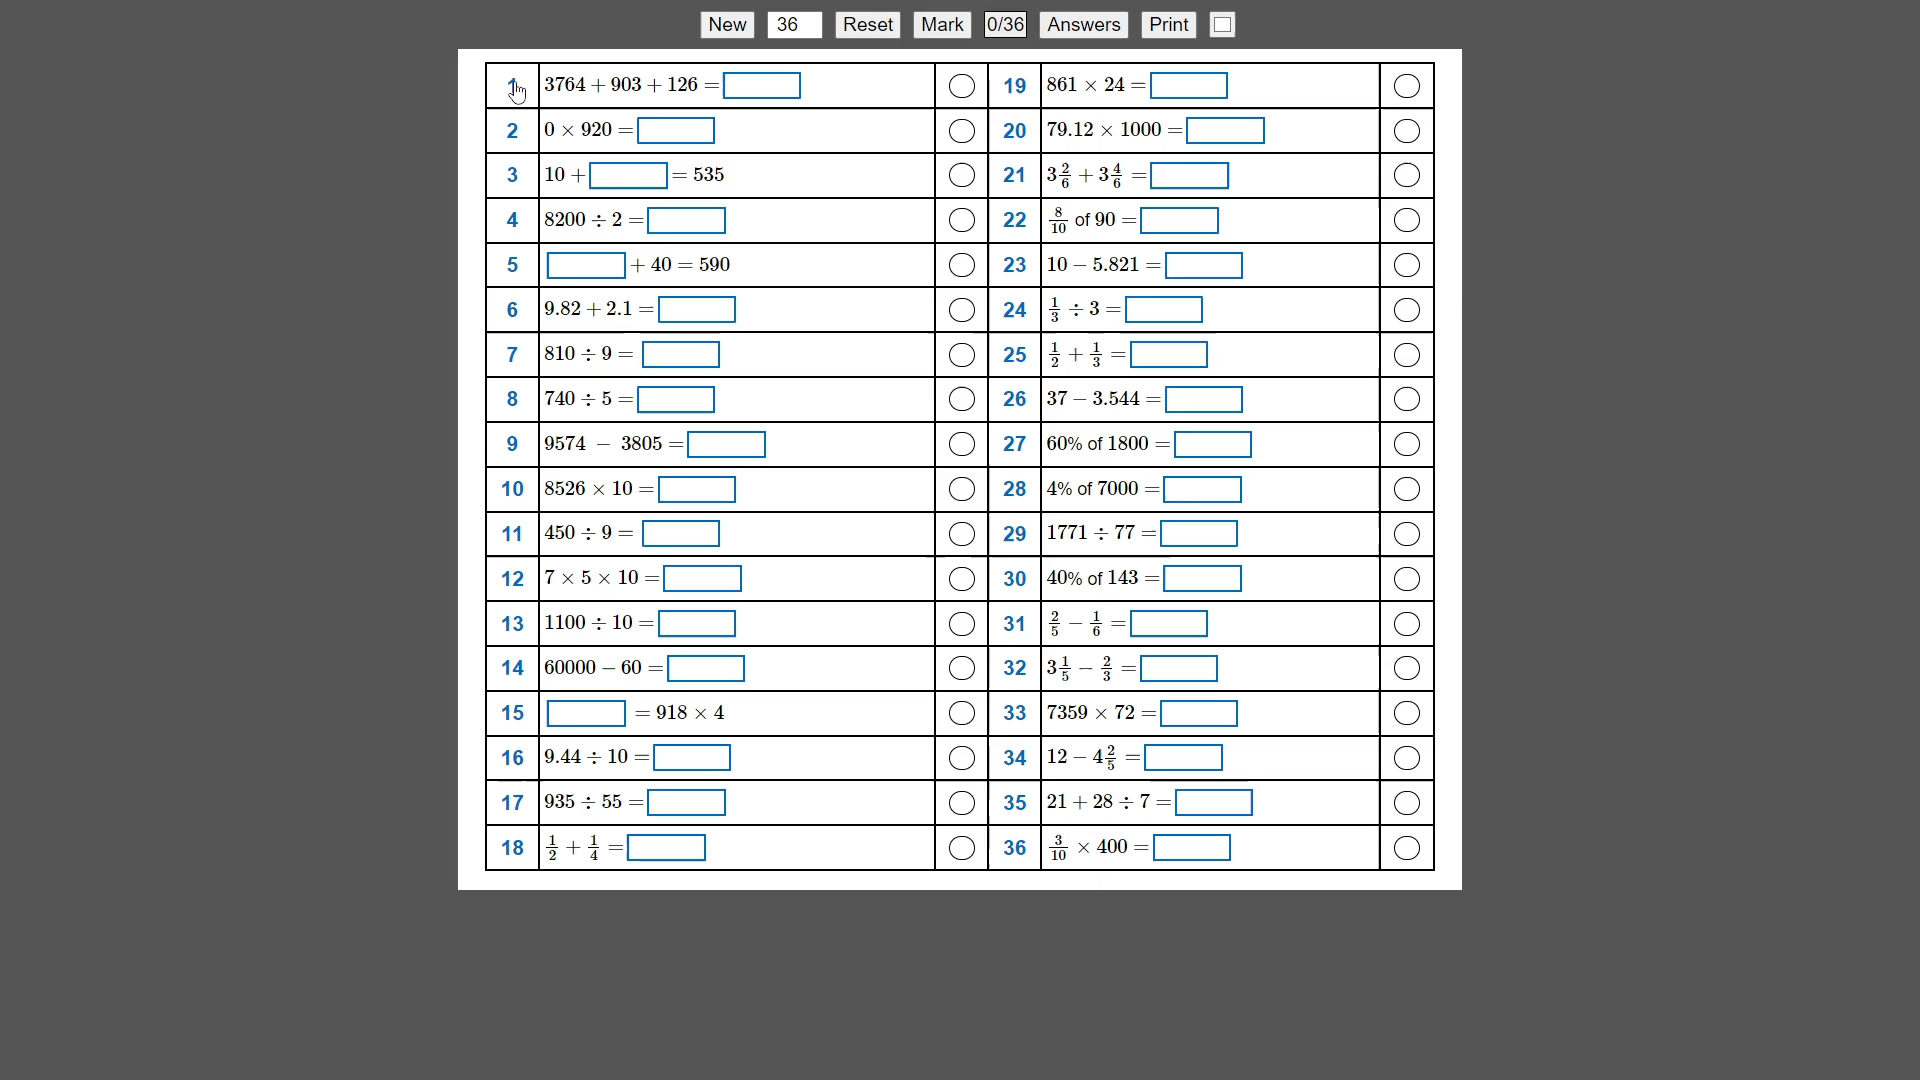 New 36 Reset Mark 0/36 Answers Print
1 3764 + 903 + 126 =
2 0 × 920 =
3 10 + = 535
4 8200 ÷ 2 =
5 + 40 = 590
6 9.82 + 2.1 =
7 810 ÷ 9 =
8 740 ÷ 5 =
9 9574 − 3805 =
10 8526 × 10 =
11 450 ÷ 9 =
12 7 × 5 × 10 =
13 1100 ÷ 10 =
14 60000 − 60 =
15 = 918 × 4
16 9.44 ÷ 10 =
17 935 ÷ 55 =
18 1/2 + 1/4 =
19 861 × 24 =
20 79.12 × 1000 =
21 3 2/6 + 3 4/6 =
22 8/10 of 90 =
23 10 − 5.821 =
24 1/3 ÷ 3 =
25 1/2 + 1/3 =
26 37 − 3.544 =
27 60% of 1800 =
28 4% of 7000 =
29 1771 ÷ 77 =
30 40% of 143 =
31 2/5 − 1/6 =
32 3 1/5 − 2/3 =
33 7359 × 72 =
34 12 − 4 2/5 =
35 21 + 28 ÷ 7 =
36 3/10 × 400 =